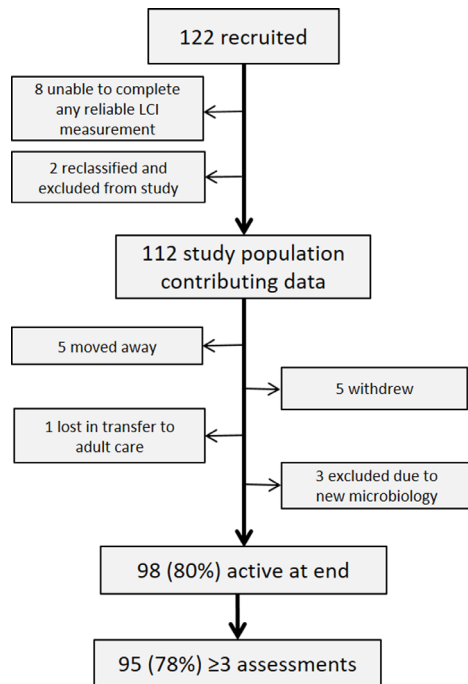 122 recruited
8 unable to complete
any reliable LCI
measurement
2 reclassified and
excluded from study
112 study population
contributing data
5 moved away
5 withdrew
1 lost in transfer to
adult care
3 excluded due to
new microbiology
98 (80%) active at end
95 (78%) ≥3 assessments